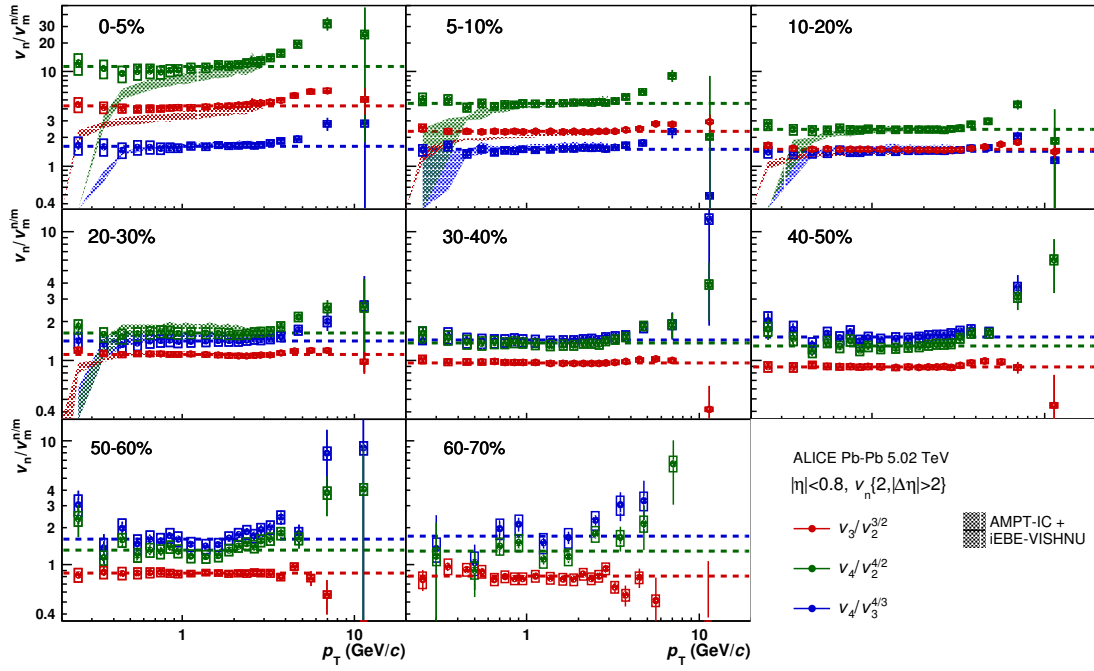 v_n/v_m^{n/m}
30
20
10
3
2
1
0.4
0-5%
5-10%
10-20%
v_n/v_m^{n/m}
10
4
2
1
0.4
20-30%
30-40%
40-50%
v_n/v_m^{n/m}
10
4
2
1
0.4
50-60%
60-70%
1 10
p_T (GeV/c)
1 10
p_T (GeV/c)
ALICE Pb-Pb 5.02 TeV
|η|<0.8, v_n{2,|Δη|>2}
v_3/v_2^{3/2}
v_4/v_2^{4/2}
v_4/v_3^{4/3}
AMPT-IC +
iEBE-VISHNU